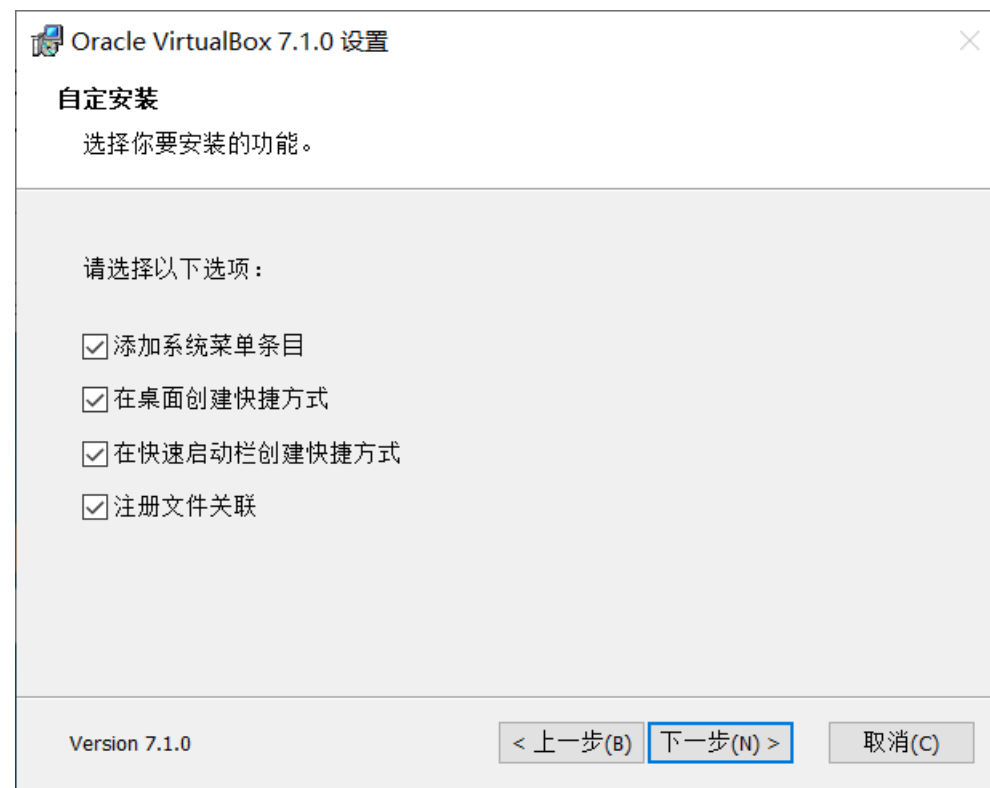 Oracle VirtualBox 7.1.0 设置
自定安装
选择你要安装的功能。
请选择以下选项：
添加系统菜单条目
在桌面创建快捷方式
在快速启动栏创建快捷方式
注册文件关联
Version 7.1.0 < 上一步(B) 下一步(N) > 取消(C)